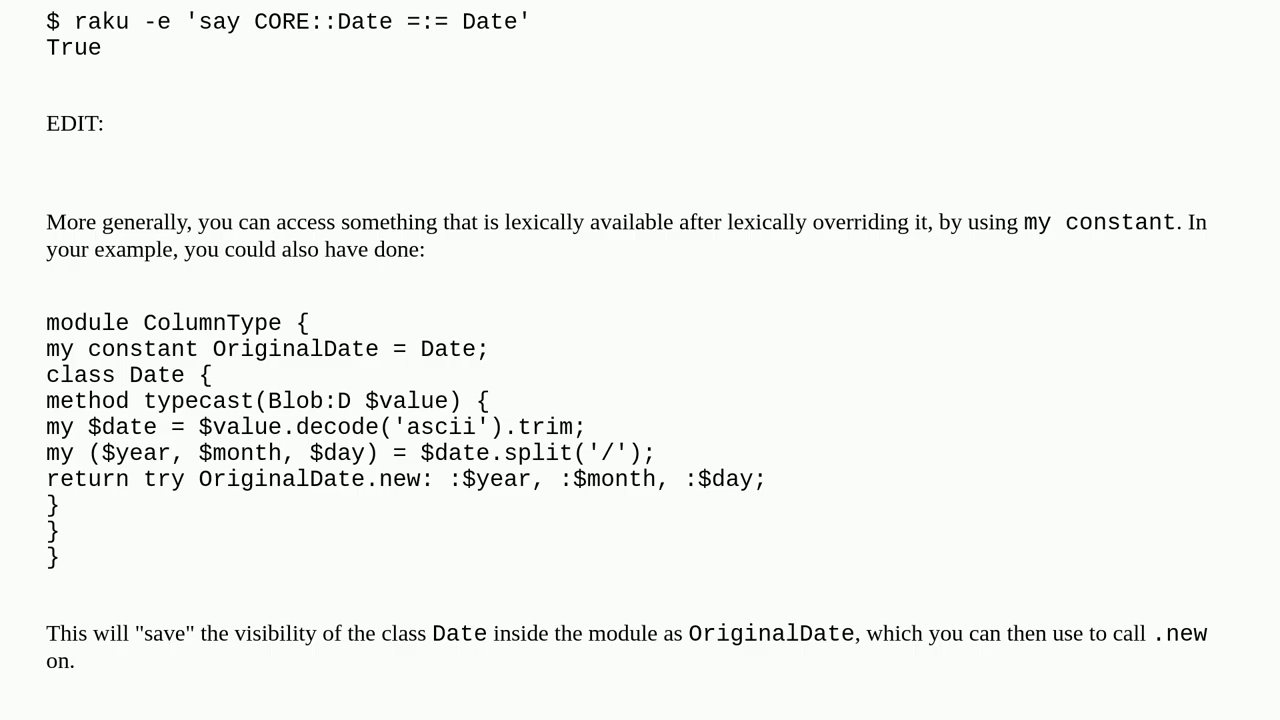 $ raku -e 'say CORE::Date =:= Date'
True
EDIT:
More generally, you can access something that is lexically available after lexically overriding it, by using my constant. In
your example, you could also have done:
module ColumnType {
my constant OriginalDate = Date;
class Date {
method typecast(Blob:D $value) {
my $date = $value.decode('ascii').trim;
my ($year, $month, $day) = $date.split('/');
return try OriginalDate.new: :$year, :$month, :$day;
}
}
}
This will "save" the visibility of the class Date inside the module as OriginalDate, which you can then use to call .new
on.